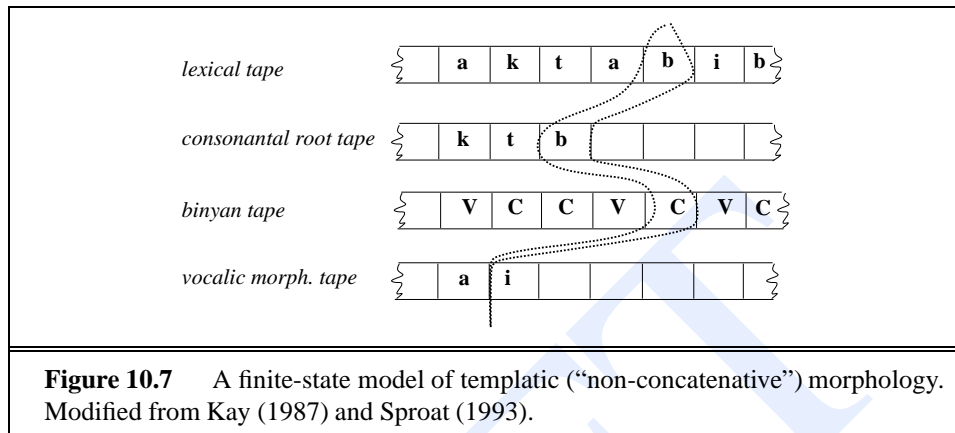 lexical tape a k t a b i b
consonantal root tape k t b
binyan tape V C C V C V C
vocalic morph. tape a i
Figure 10.7 A finite-state model of templatic (“non-concatenative”) morphology.
Modified from Kay (1987) and Sproat (1993).